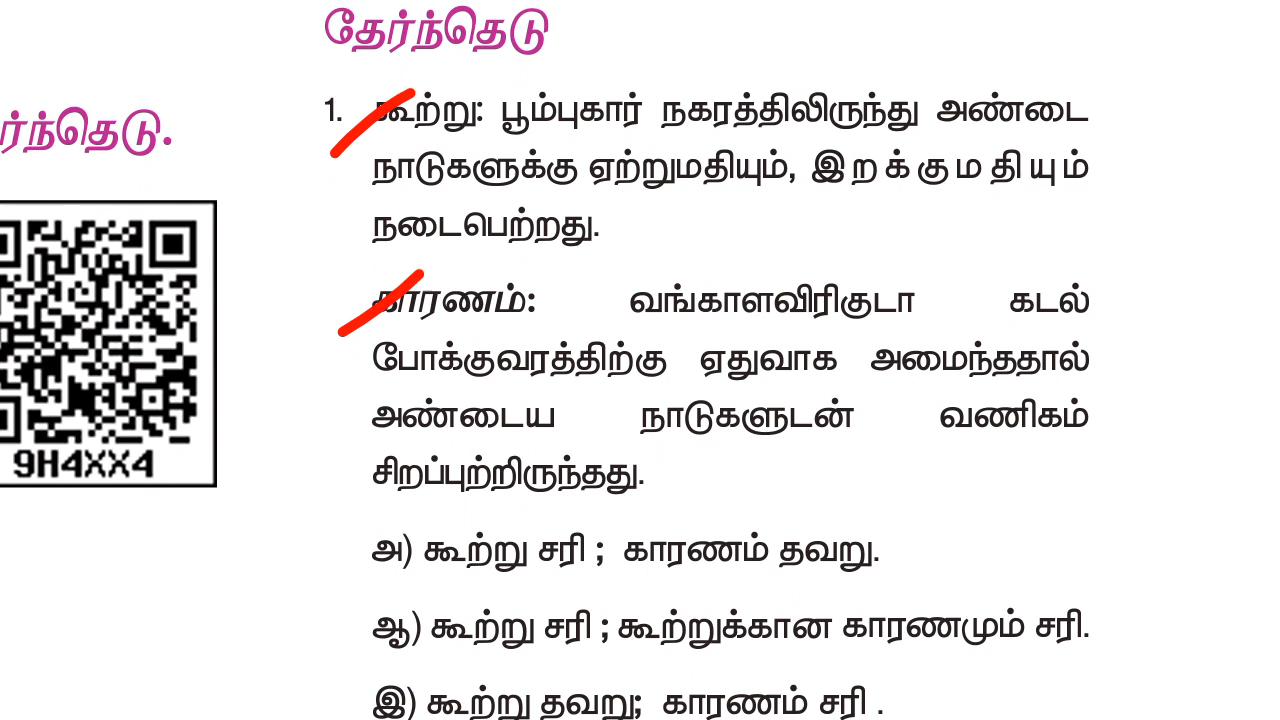 தேர்ந்தெடு
ர்ந்தெடு.
1. கூற்று: பூம்புகார் நகரத்திலிருந்து அண்டை
நாடுகளுக்கு ஏற்றுமதியும், இறக்குமதியும்
நடைபெற்றது.
காரணம்: வங்காளவிரிகுடா கடல்
போக்குவரத்திற்கு ஏதுவாக அமைந்ததால்
அண்டைய நாடுகளுடன் வணிகம்
சிறப்புற்றிருந்தது.
9H4XX4
அ) கூற்று சரி ; காரணம் தவறு.
ஆ) கூற்று சரி ; கூற்றுக்கான காரணமும் சரி.
இ) கூற்று தவறு; காரணம் சரி .